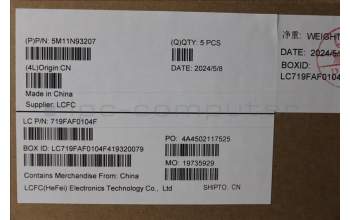 (P)P/N: 5M11N93207
(Q)QTY: 5 PCS
(4L)Origin CN
DATE: 2024/5/8
Made in China
Supplier: LCFC
净重: WEIGHT
DATE: 2024/5/
BOXID:
LC719FAF0104
LC P/N: 719FAF0104F
PO: 4A4502117525
BOX ID: LC719FAF0104F419320079
MO: 19735929
Contains Merchandise From: China
LCFC(HeFei) Electronics Technology Co., Ltd.
SHIPTO: CN